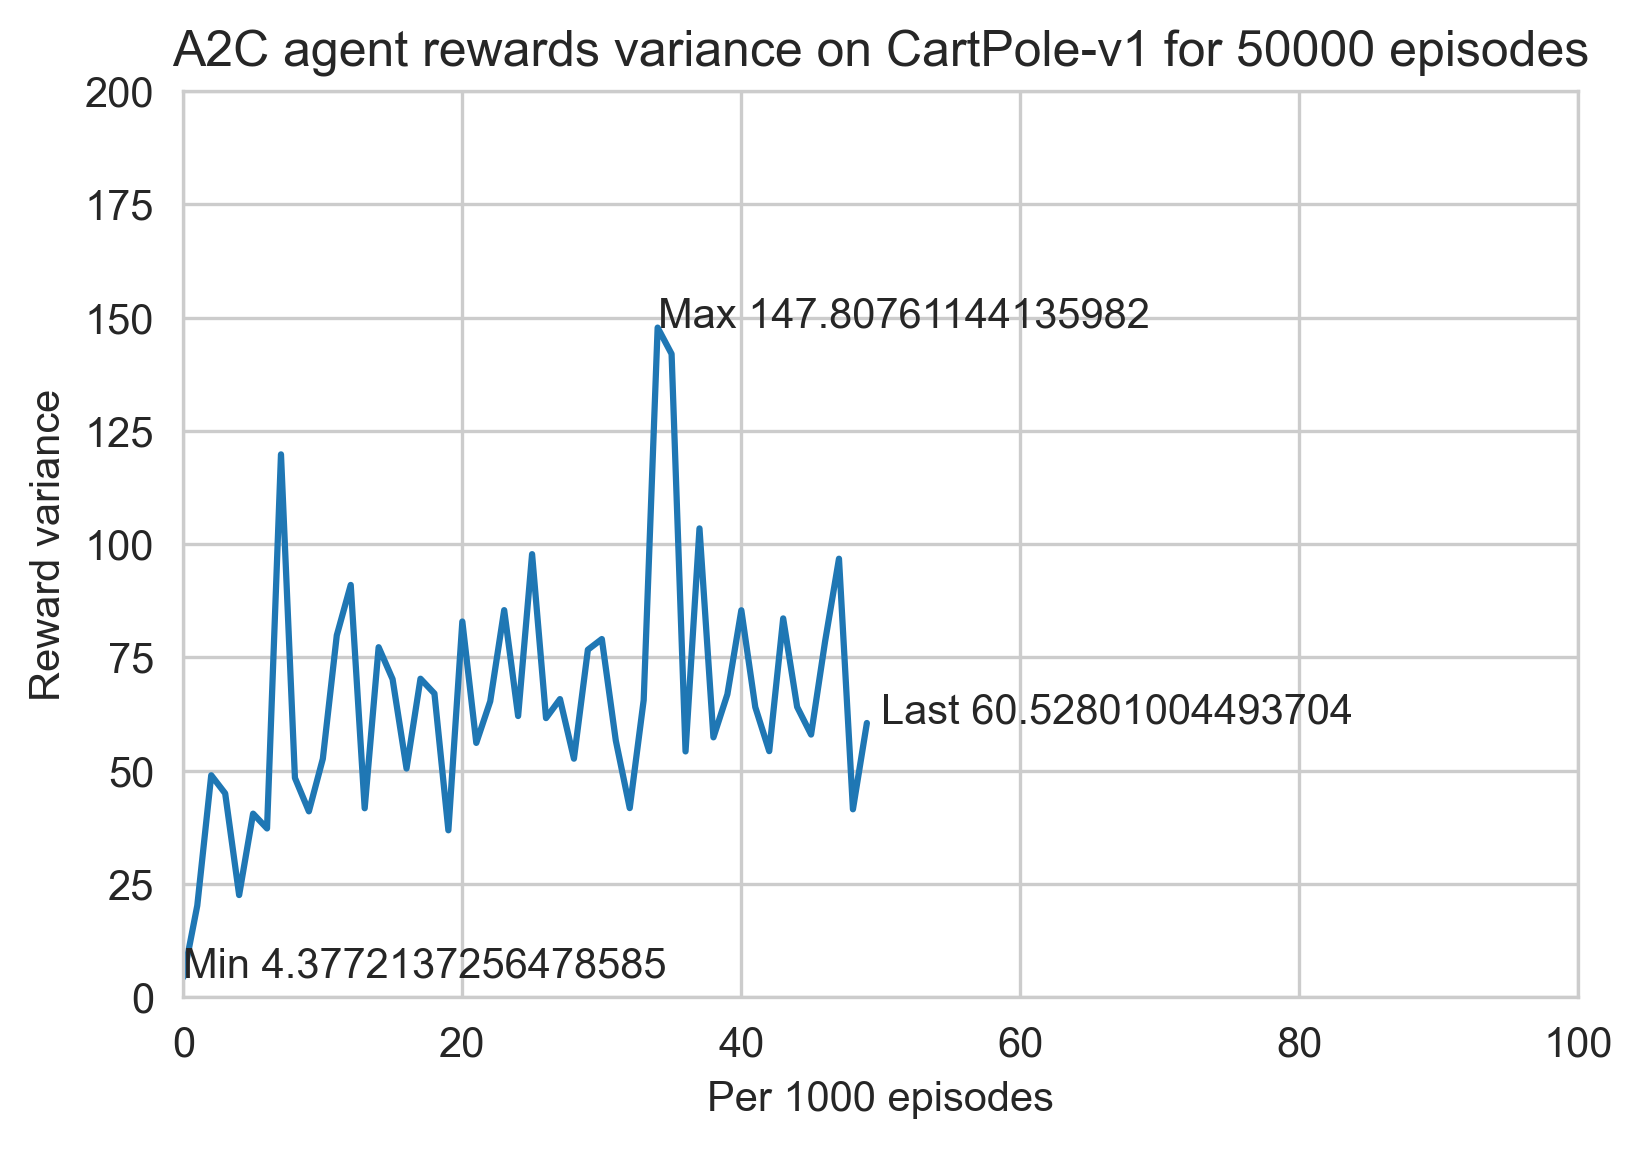 A2C agent rewards variance on CartPole-v1 for 50000 episodes
200
175
150
125
100
75
50
25
0
Reward variance
Max 147.80761144135982
Last 60.52801004493704
Min 4.3772137256478585
0 20 40 60 80 100
Per 1000 episodes